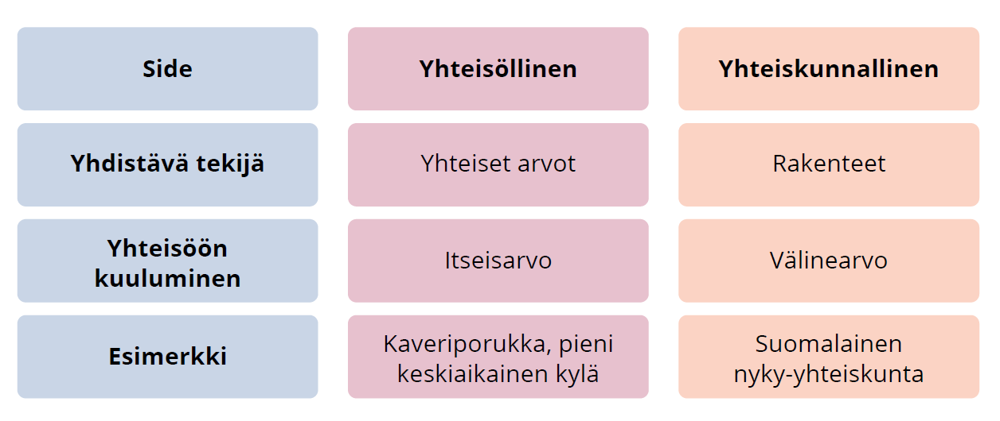 Side
Yhteisöllinen
Yhteiskunnallinen
Yhdistävä tekijä
Yhteiset arvot
Rakenteet
Yhteisöön
kuuluminen
Itseisarvo
Välinearvo
Esimerkki
Kaveriporukka, pieni
keskiaikainen kylä
Suomalainen
nyky-yhteiskunta